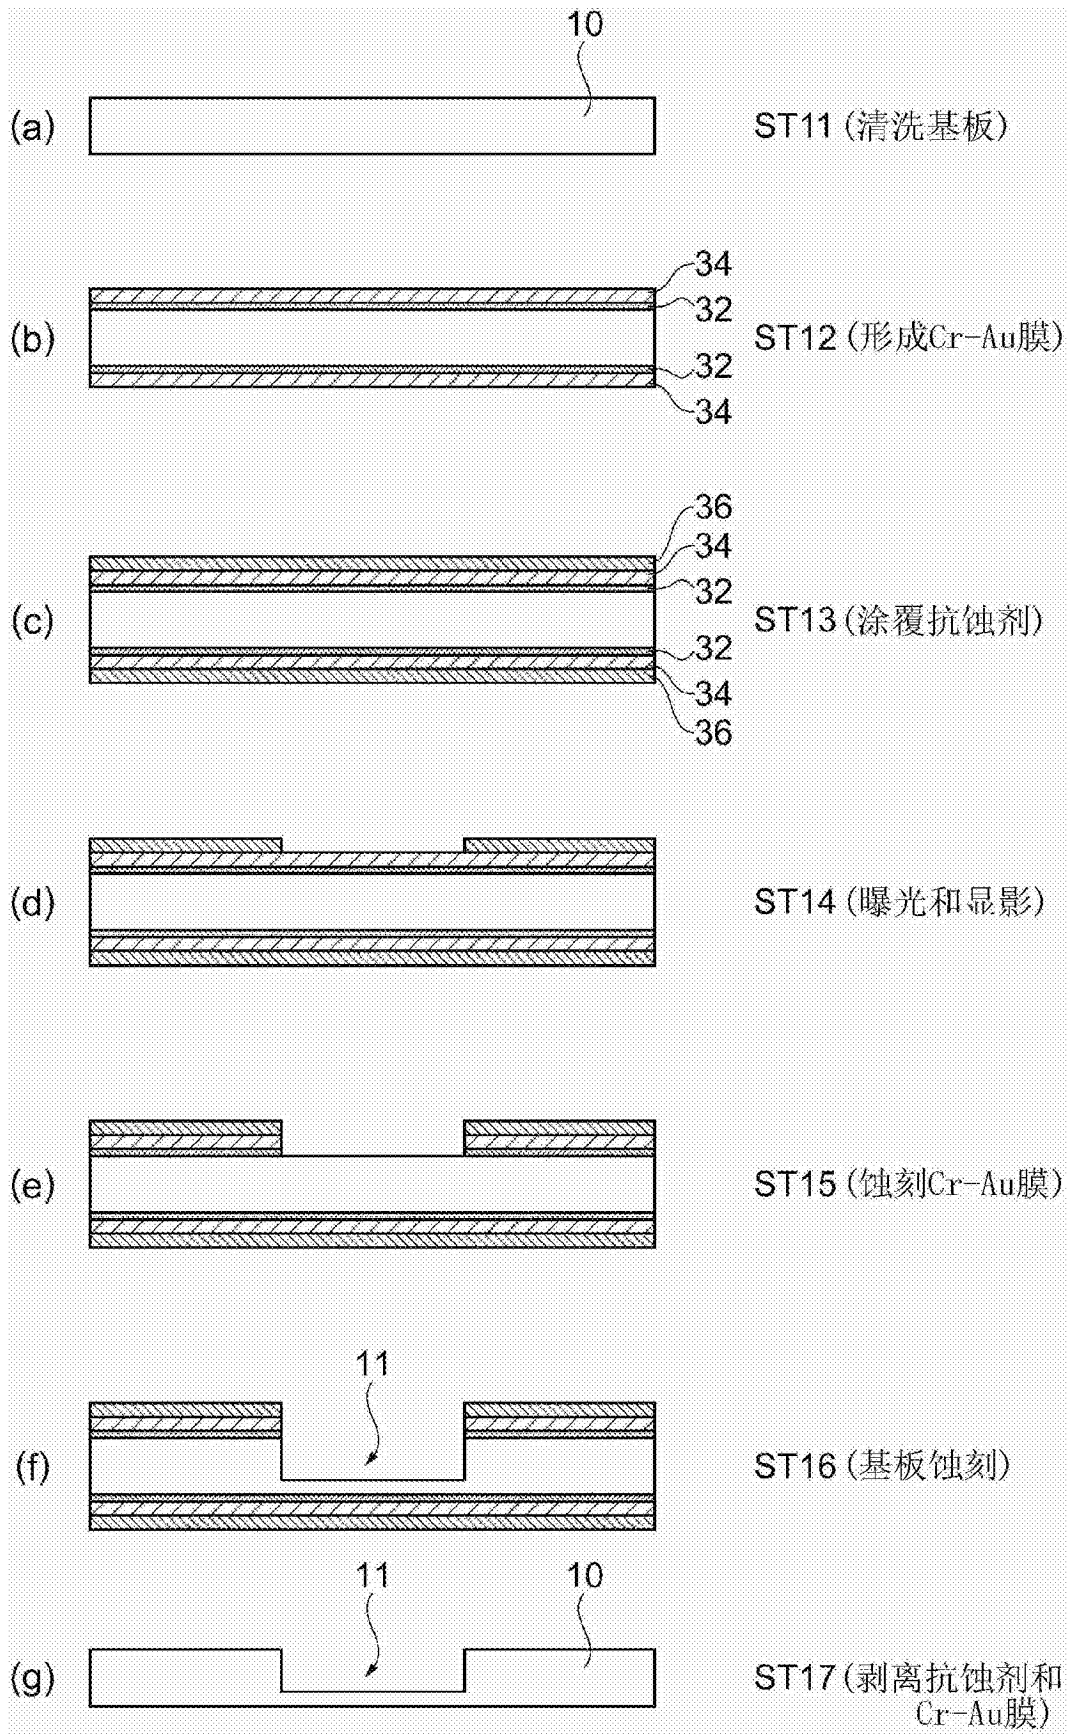 10
(a)
ST11(清洗基板)
34
32
(b)
ST12(形成Cr-Au膜)
32
34
36
34
32
(c)
ST13(涂覆抗蚀剂)
32
34
36
(d)
ST14(曝光和显影)
(e)
ST15(蚀刻Cr-Au膜)
11
(f)
ST16(基板蚀刻)
11
10
(g)
ST17(剥离抗蚀剂和
Cr-Au膜)